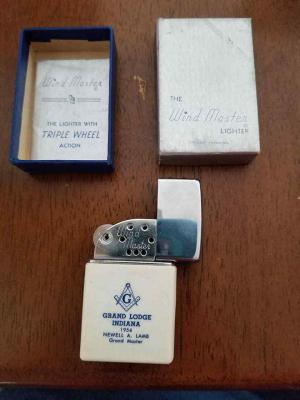 Wind Master
THE LIGHTER WITH
TRIPLE WHEEL
ACTION
THE
Wind Master
LIGHTER
Wind
Master
G
GRAND LODGE
INDIANA
1956
NEWELL A. LAMB
Grand Master